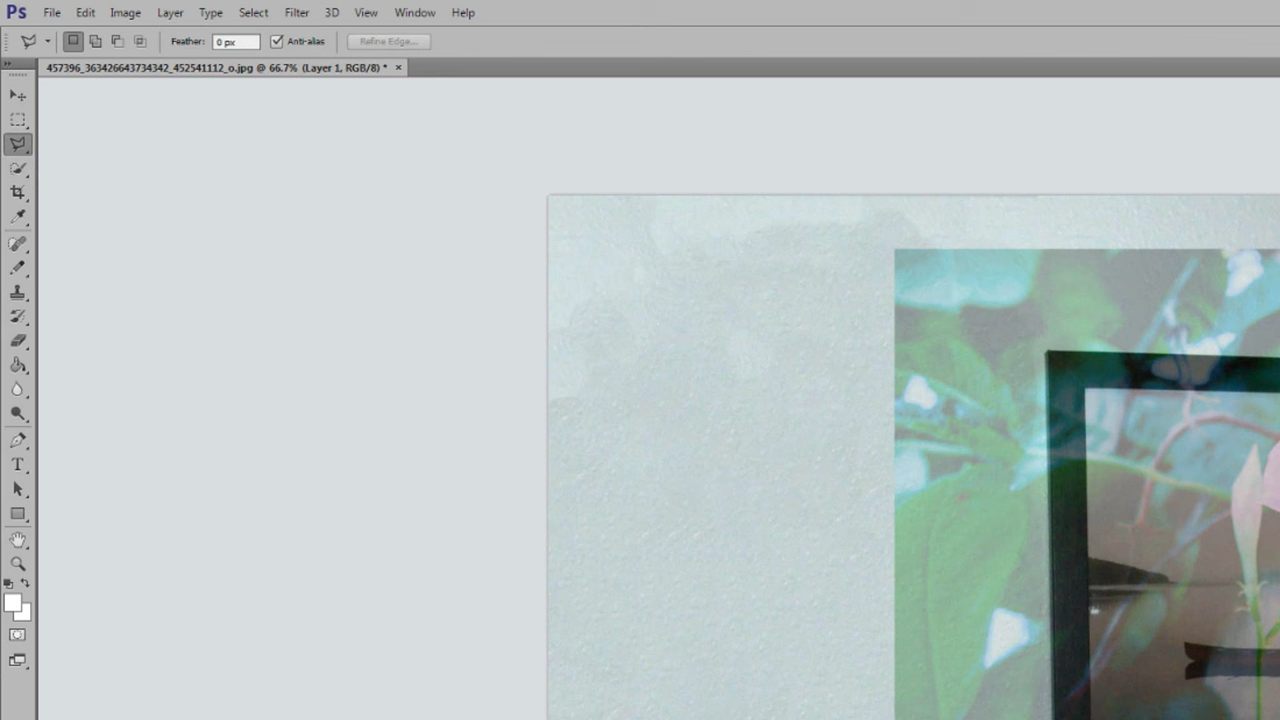 Ps File Edit Image Layer Type Select Filter 3D View Window Help
Feather: 0 px Anti-alias Refine Edge...
457396_363426643734342_452541112_o.jpg @ 66.7% (Layer 1, RGB/8) * ×
T